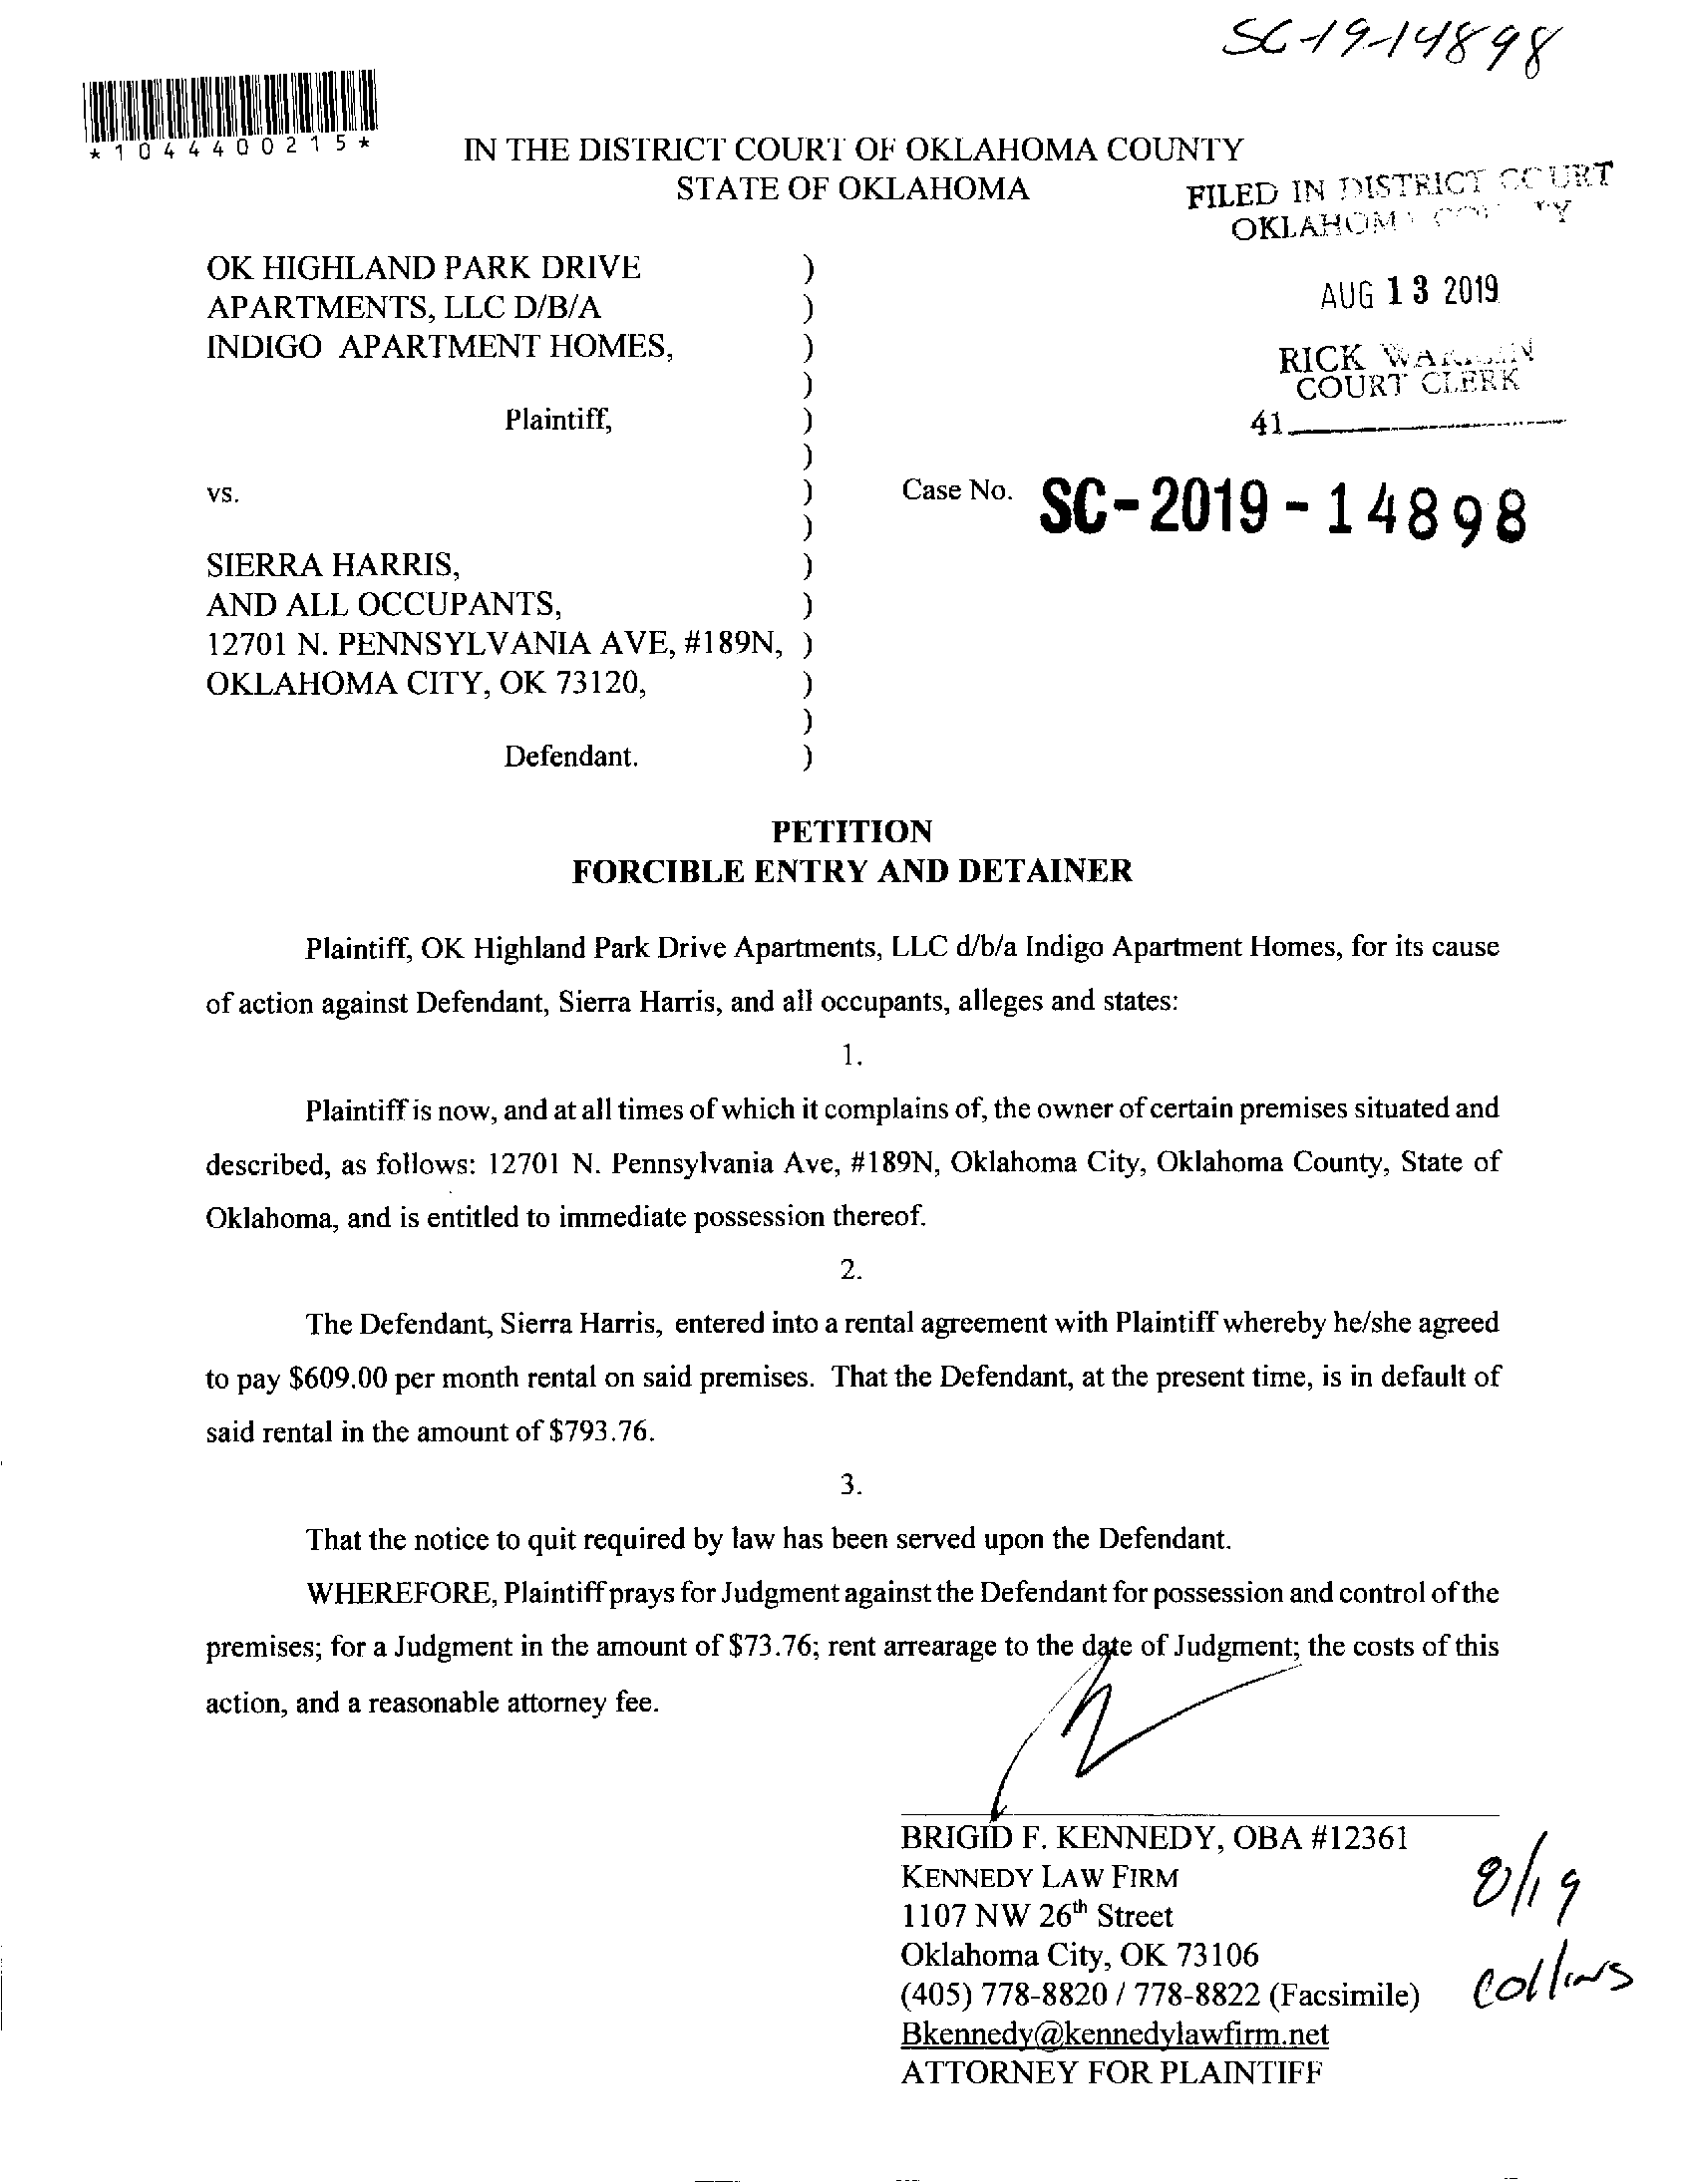 SC-19-14898
*1044400215*
IN THE DISTRICT COURT OF OKLAHOMA COUNTY
STATE OF OKLAHOMA
FILED IN DISTRICT COURT
OKLAHOMA COUNTY
AUG 13 2019
RICK WARREN
COURT CLERK
41
OK HIGHLAND PARK DRIVE )
APARTMENTS, LLC D/B/A )
INDIGO APARTMENT HOMES, )
)
Plaintiff, )
)
vs. ) Case No. SC-2019-14898
)
SIERRA HARRIS, )
AND ALL OCCUPANTS, )
12701 N. PENNSYLVANIA AVE, #189N, )
OKLAHOMA CITY, OK 73120, )
)
Defendant. )
PETITION
FORCIBLE ENTRY AND DETAINER
Plaintiff, OK Highland Park Drive Apartments, LLC d/b/a Indigo Apartment Homes, for its cause
of action against Defendant, Sierra Harris, and all occupants, alleges and states:
1.
Plaintiff is now, and at all times of which it complains of, the owner of certain premises situated and
described, as follows: 12701 N. Pennsylvania Ave, #189N, Oklahoma City, Oklahoma County, State of
Oklahoma, and is entitled to immediate possession thereof.
2.
The Defendant, Sierra Harris, entered into a rental agreement with Plaintiff whereby he/she agreed
to pay $609.00 per month rental on said premises. That the Defendant, at the present time, is in default of
said rental in the amount of $793.76.
3.
That the notice to quit required by law has been served upon the Defendant.
WHEREFORE, Plaintiff prays for Judgment against the Defendant for possession and control of the
premises; for a Judgment in the amount of $73.76; rent arrearage to the date of Judgment; the costs of this
action, and a reasonable attorney fee.
BRIGID F. KENNEDY, OBA #12361
KENNEDY LAW FIRM
1107 NW 26th Street
Oklahoma City, OK 73106
(405) 778-8820 / 778-8822 (Facsimile)
Bkennedy@kennedylawfirm.net
ATTORNEY FOR PLAINTIFF
8/19
Collins